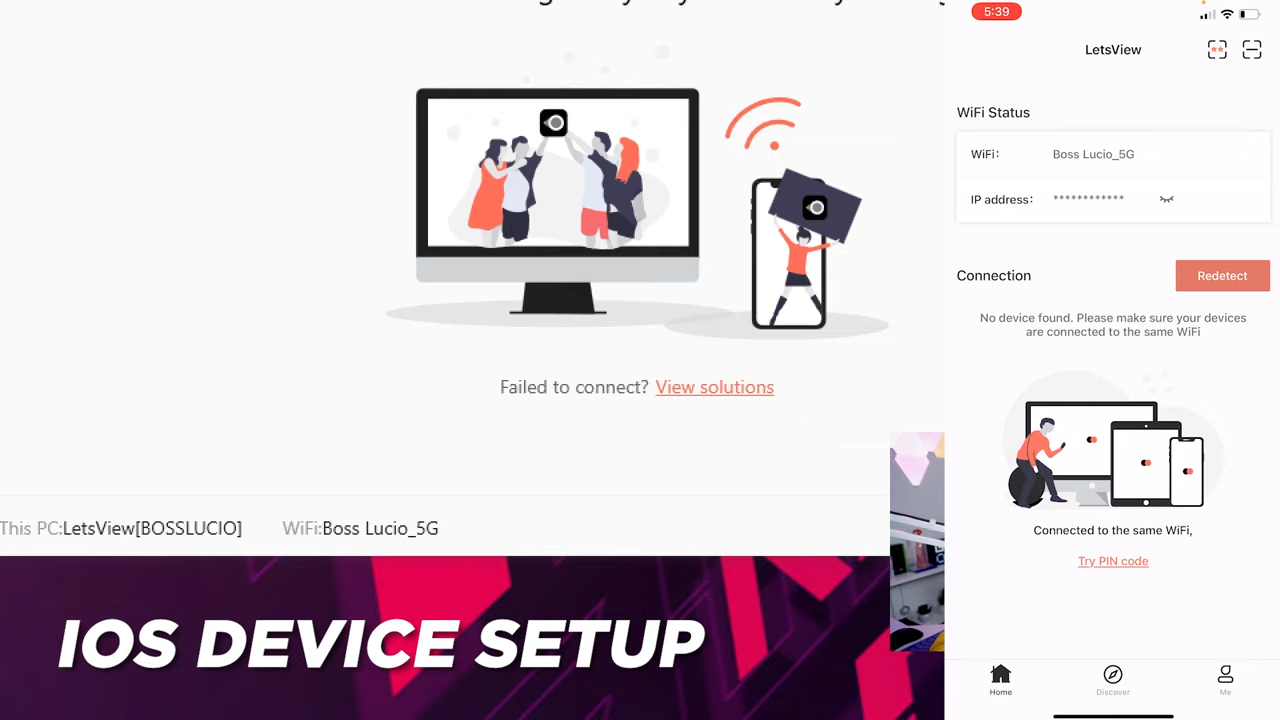 Failed to connect? View solutions
This PC:LetsView[BOSSLUCIO] WiFi:Boss Lucio_5G
IOS DEVICE SETUP
5:39
LetsView
WiFi Status
WiFi: Boss Lucio_5G
IP address: ************
Connection
Redetect
No device found. Please make sure your devices
are connected to the same WiFi
Connected to the same WiFi,
Try PIN code
Home Discover Me